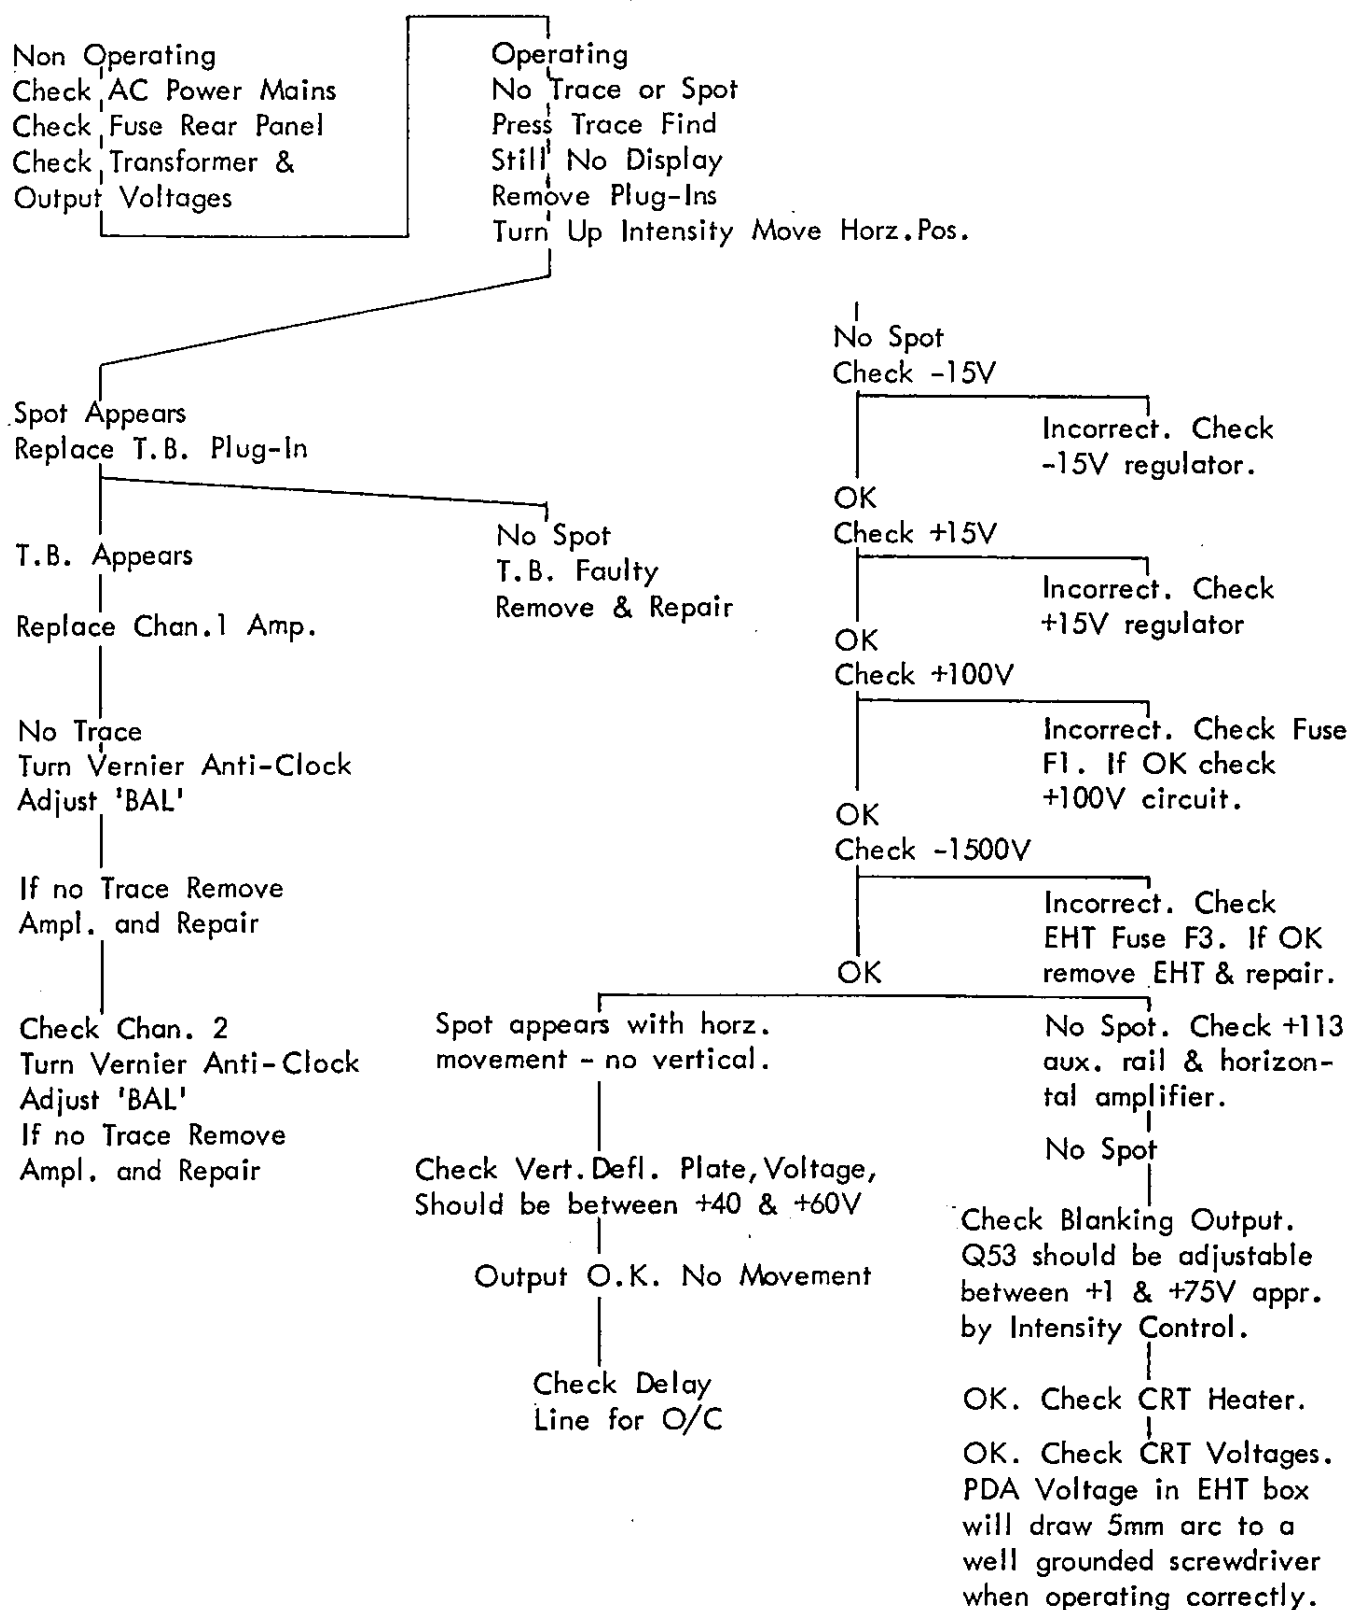 Non Operating
Check AC Power Mains
Check Fuse Rear Panel
Check Transformer &
Output Voltages
Operating
No Trace or Spot
Press Trace Find
Still No Display
Remove Plug-Ins
Turn Up Intensity Move Horz.Pos.
Spot Appears
Replace T.B. Plug-In
No Spot
T.B. Faulty
Remove & Repair
T.B. Appears
Replace Chan.1 Amp.
No Trace
Turn Vernier Anti-Clock
Adjust 'BAL'
If no Trace Remove
Ampl. and Repair
Check Chan. 2
Turn Vernier Anti-Clock
Adjust 'BAL'
If no Trace Remove
Ampl. and Repair
No Spot
Check -15V
Incorrect. Check
-15V regulator.
OK
Check +15V
Incorrect. Check
+15V regulator
OK
Check +100V
Incorrect. Check Fuse
F1. If OK check
+100V circuit.
OK
Check -1500V
Incorrect. Check
EHT Fuse F3. If OK
remove EHT & repair.
OK
Spot appears with horz.
movement - no vertical.
Check Vert.Defl. Plate,Voltage,
Should be between +40 & +60V
Output O.K. No Movement
Check Delay
Line for O/C
No Spot. Check +113
aux. rail & horizon-
tal amplifier.
No Spot
Check Blanking Output.
Q53 should be adjustable
between +1 & +75V appr.
by Intensity Control.
OK. Check CRT Heater.
OK. Check CRT Voltages.
PDA Voltage in EHT box
will draw 5mm arc to a
well grounded screwdriver
when operating correctly.